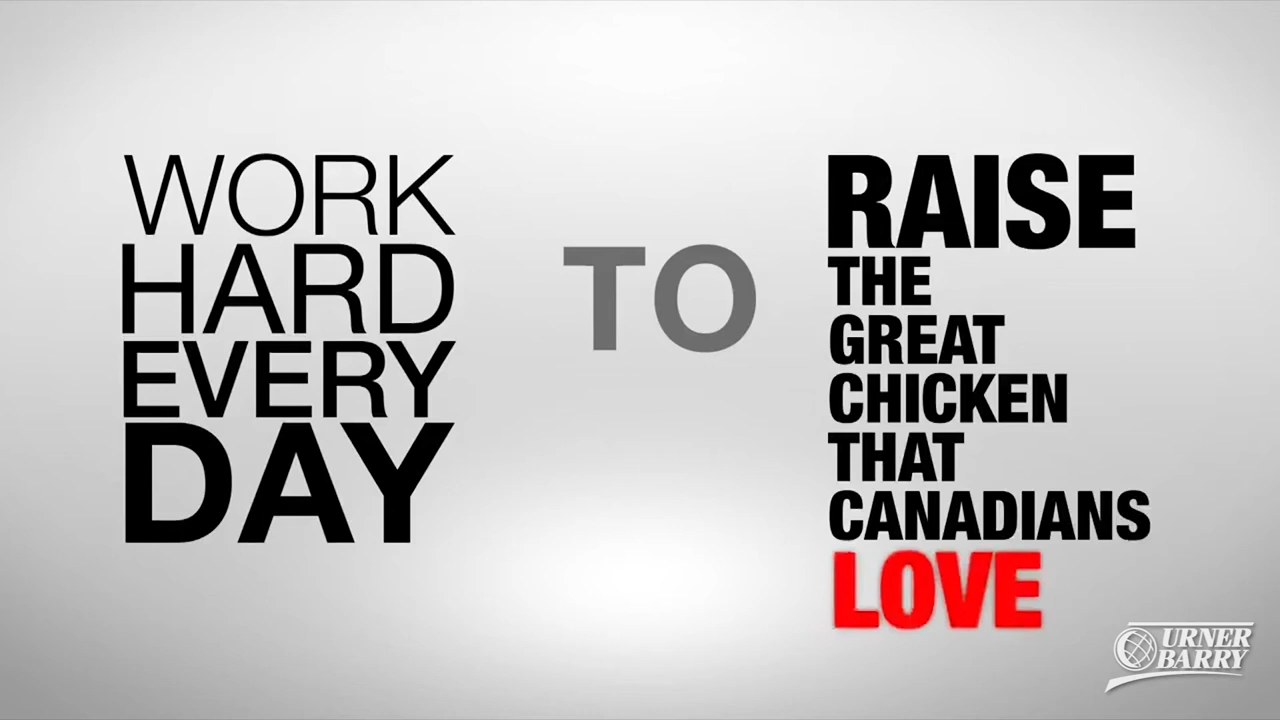 WORK
HARD
EVERY
DAY
TO
RAISE
THE
GREAT
CHICKEN
THAT
CANADIANS
LOVE
URNER
BARRY